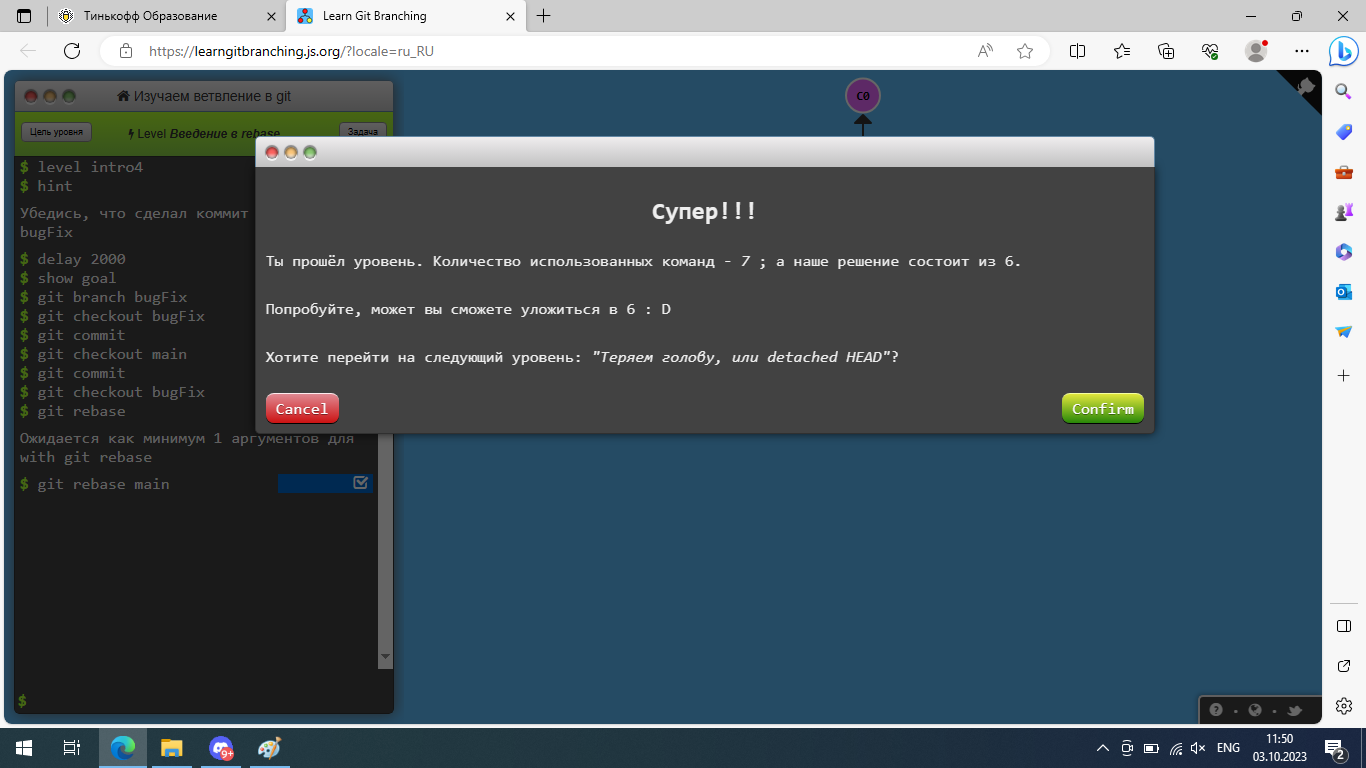 Тинькофф Образование
Learn Git Branching
https://learngitbranching.js.org/?locale=ru_RU
Изучаем ветвление в git
Цель уровня
Level Введение в rebase
Задача
$ level intro4
$ hint
Убедись, что сделал коммит
bugFix
$ delay 2000
$ show goal
$ git branch bugFix
$ git checkout bugFix
$ git commit
$ git checkout main
$ git commit
$ git checkout bugFix
$ git rebase
Ожидается как минимум 1 аргументов для
with git rebase
$ git rebase main
$
C0
Супер!!!
Ты прошёл уровень. Количество использованных команд - 7 ; а наше решение состоит из 6.
Попробуйте, может вы сможете уложиться в 6 : D
Хотите перейти на следующий уровень: "Теряем голову, или detached HEAD"?
Cancel
Confirm
9+
ENG
11:50
03.10.2023
2